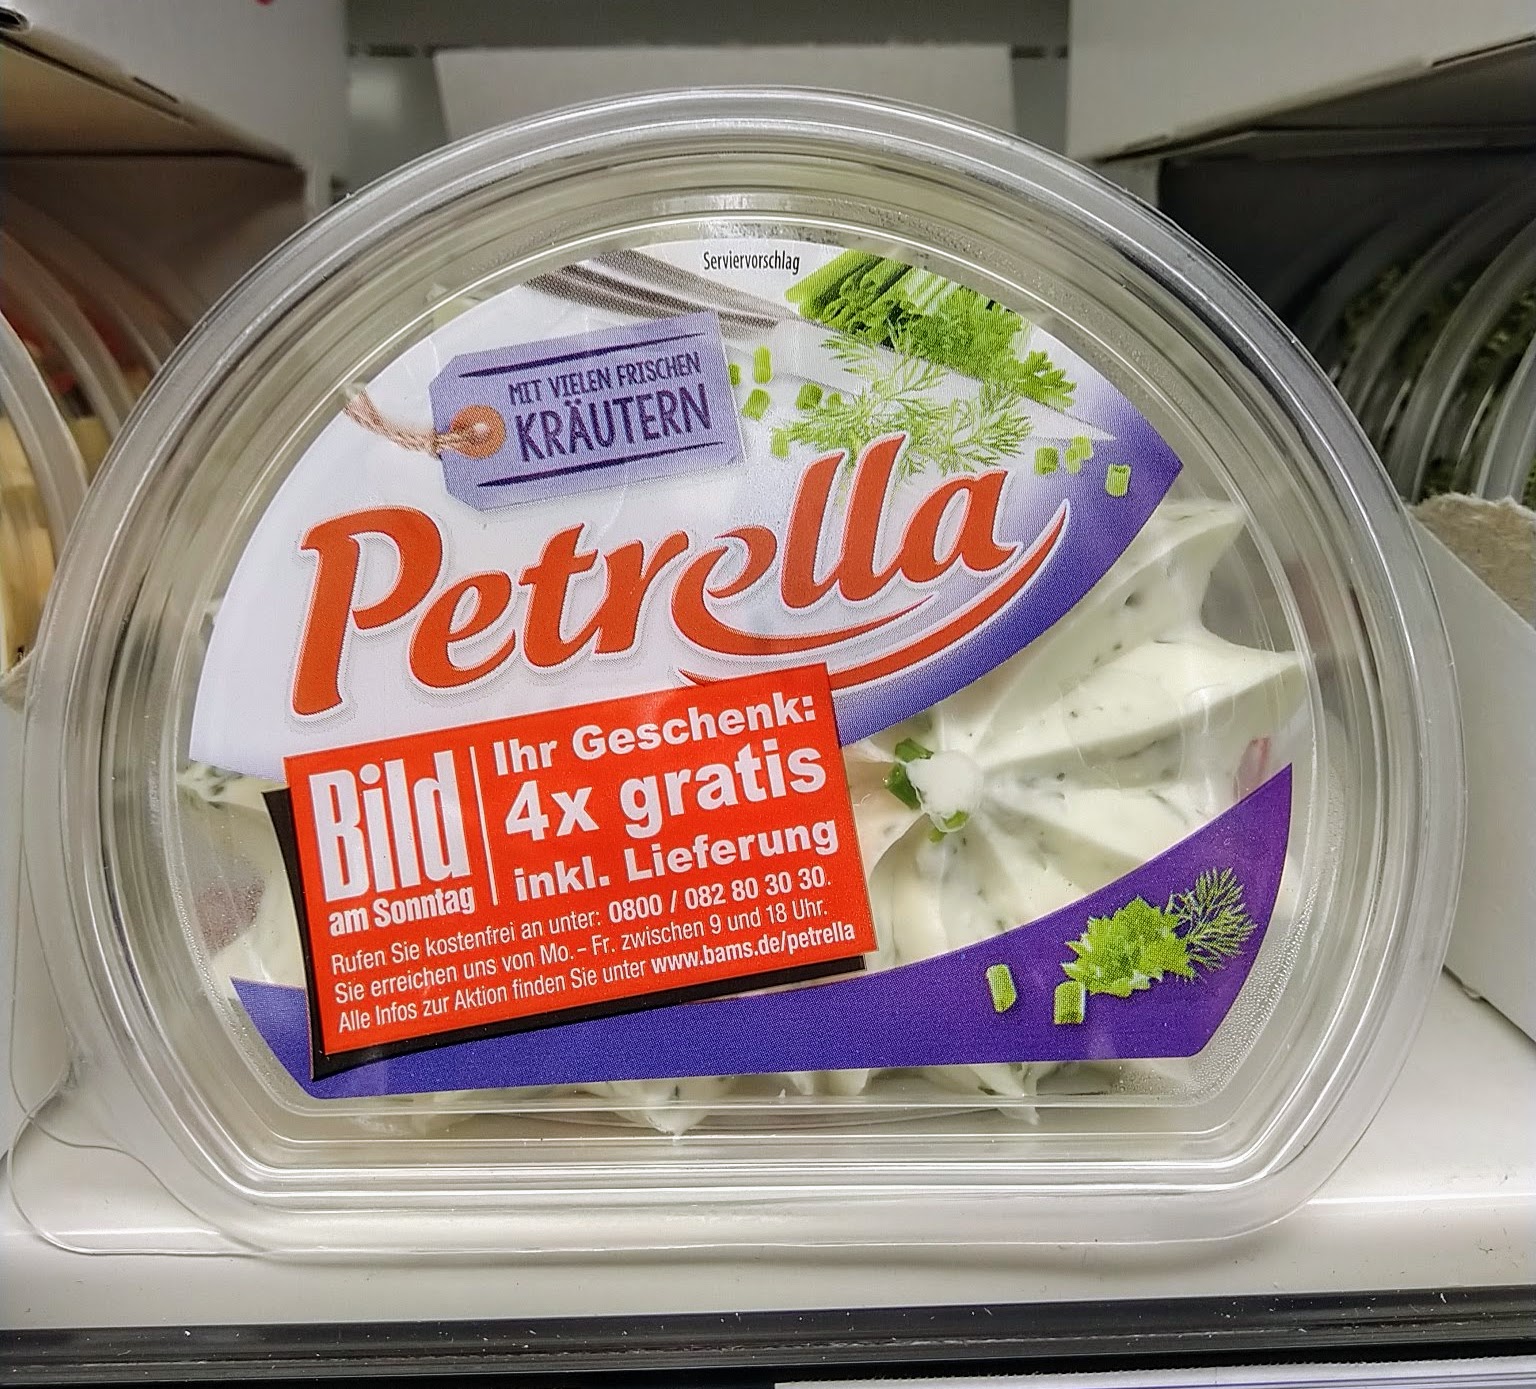 Serviervorschlag
MIT VIELEN FRISCHEN
KRÄUTERN
Petrella
Bild
am Sonntag
Ihr Geschenk:
4x gratis
inkl. Lieferung
Rufen Sie kostenfrei an unter: 0800 / 082 80 30 30.
Sie erreichen uns von Mo. - Fr. zwischen 9 und 18 Uhr.
Alle Infos zur Aktion finden Sie unter www.bams.de/petrella